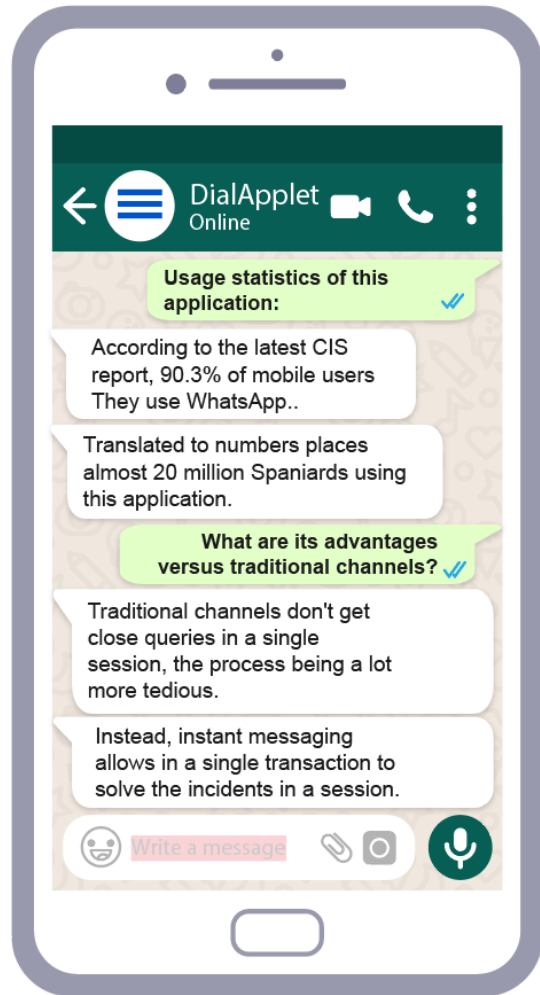 DialApplet
Online
Usage statistics of this
application:
According to the latest CIS
report, 90.3% of mobile users
They use WhatsApp..
Translated to numbers places
almost 20 million Spaniards using
this application.
What are its advantages
versus traditional channels?
Traditional channels don't get
close queries in a single
session, the process being a lot
more tedious.
Instead, instant messaging
allows in a single transaction to
solve the incidents in a session.
Write a message